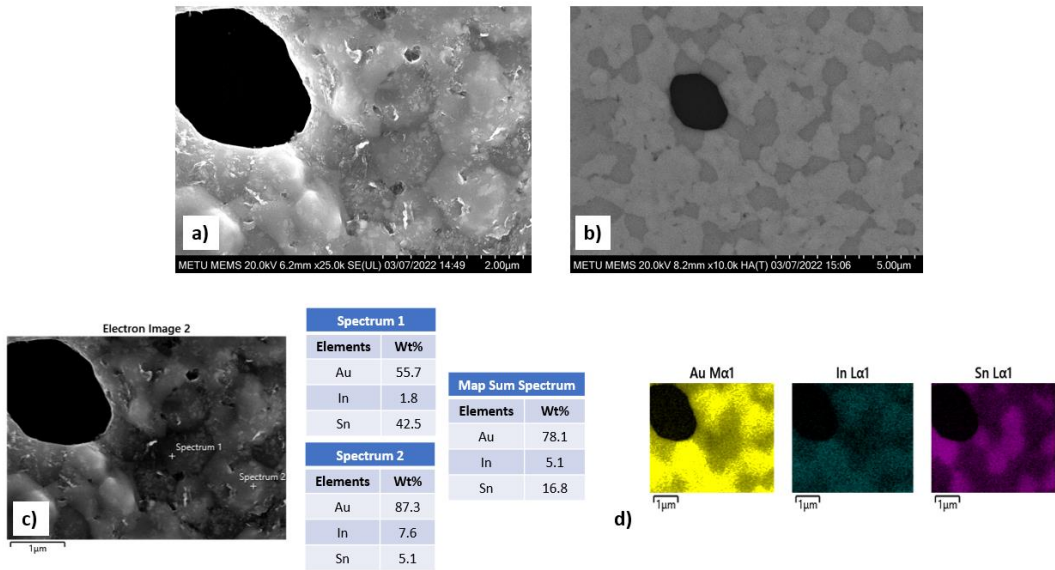 a)
METU MEMS 20.0kV 6.2mm x25.0k SE(UL) 03/07/2022 14:49 2.00µm
b)
METU MEMS 20.0kV 8.2mm x10.0k HA(T) 03/07/2022 15:06 5.00µm
Electron Image 2
Spectrum 1
Spectrum 2
c)
1µm
Spectrum 1
Elements Wt%
Au 55.7
In 1.8
Sn 42.5
Spectrum 2
Elements Wt%
Au 87.3
In 7.6
Sn 5.1
Map Sum Spectrum
Elements Wt%
Au 78.1
In 5.1
Sn 16.8
Au Mα1
In Lα1
Sn Lα1
1µm
1µm
1µm
d)